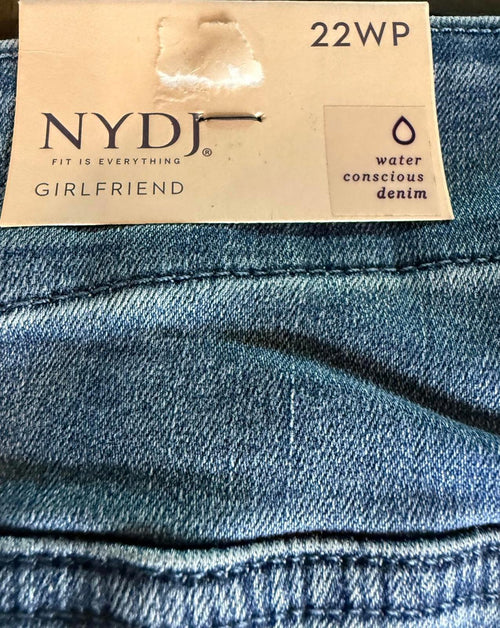 22WP
NYDJ®
FIT IS EVERYTHING
GIRLFRIEND
water
conscious
denim